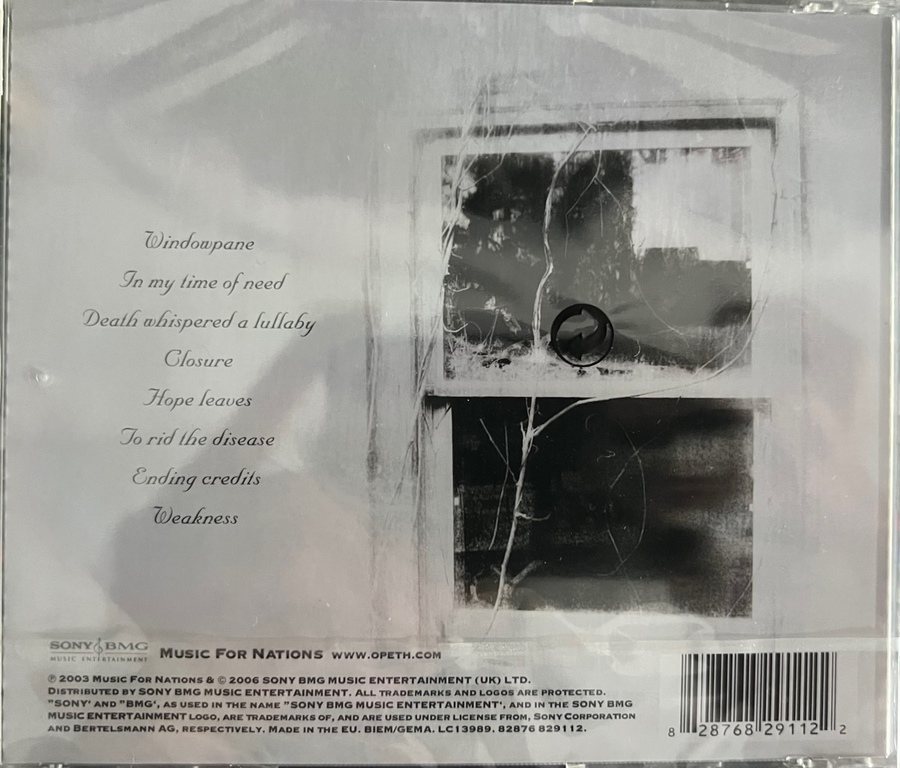 Windowpane
In my time of need
Death whispered a lullaby
Closure
Hope leaves
To rid the disease
Ending credits
Weakness
SONY BMG
MUSIC ENTERTAINMENT
MUSIC FOR NATIONS WWW.OPETH.COM
℗ 2003 MUSIC FOR NATIONS & © 2006 SONY BMG MUSIC ENTERTAINMENT (UK) LTD.
DISTRIBUTED BY SONY BMG MUSIC ENTERTAINMENT. ALL TRADEMARKS AND LOGOS ARE PROTECTED.
"SONY' AND "BMG', AS USED IN THE NAME "SONY BMG MUSIC ENTERTAINMENT', AND IN THE SONY BMG
MUSIC ENTERTAINMENT LOGO, ARE TRADEMARKS OF, AND ARE USED UNDER LICENSE FROM, SONY CORPORATION
AND BERTELSMANN AG, RESPECTIVELY. MADE IN THE EU. BIEM/GEMA. LC13989. 82876 829112.
8 28768 29112 2